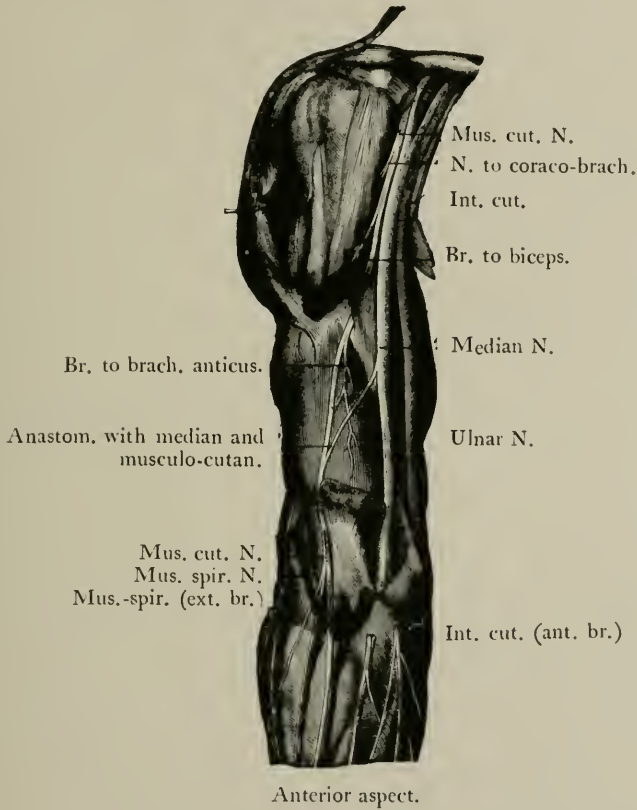 Mus. cut. N.
N. to coraco-brach.
Int. cut.
Br. to biceps.
Median N.
Br. to brach. anticus.
Anastom. with median and
musculo-cutan.
Ulnar N.
Mus. cut. N.
Mus. spir. N.
Mus.-spir. (ext. br.)
Int. cut. (ant. br.)
Anterior aspect.